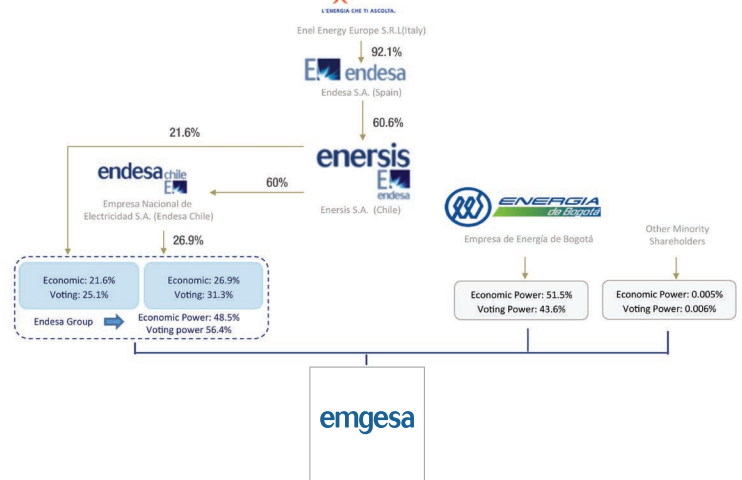 L'ENERGIA CHE TI ASCOLTA.
Enel Energy Europe S.R.L(Italy)
92.1%
endesa
Endesa S.A. (Spain)
60.6%
21.6%
enersis
endesa
Enersis S.A. (Chile)
60%
endesa chile
Empresa Nacional de
Electricidad S.A. (Endesa Chile)
26.9%
ENERGIA
de Bogotá
Empresa de Energía de Bogotá
Other Minority
Shareholders
Economic: 21.6%
Voting: 25.1%
Economic: 26.9%
Voting: 31.3%
Endesa Group
Economic Power: 48.5%
Voting power 56.4%
Economic Power: 51.5%
Voting Power: 43.6%
Economic Power: 0.005%
Voting Power: 0.006%
emgesa